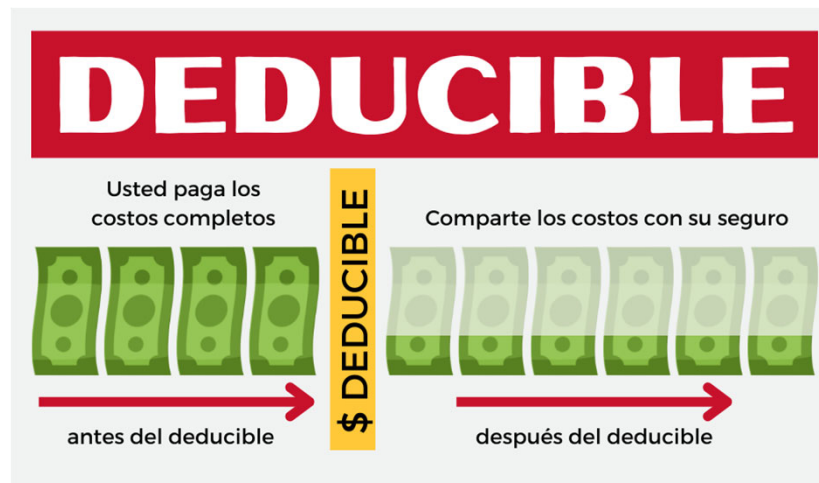 DEDUCIBLE
Usted paga los
costos completos
$ DEDUCIBLE
Comparte los costos con su seguro
antes del deducible
después del deducible